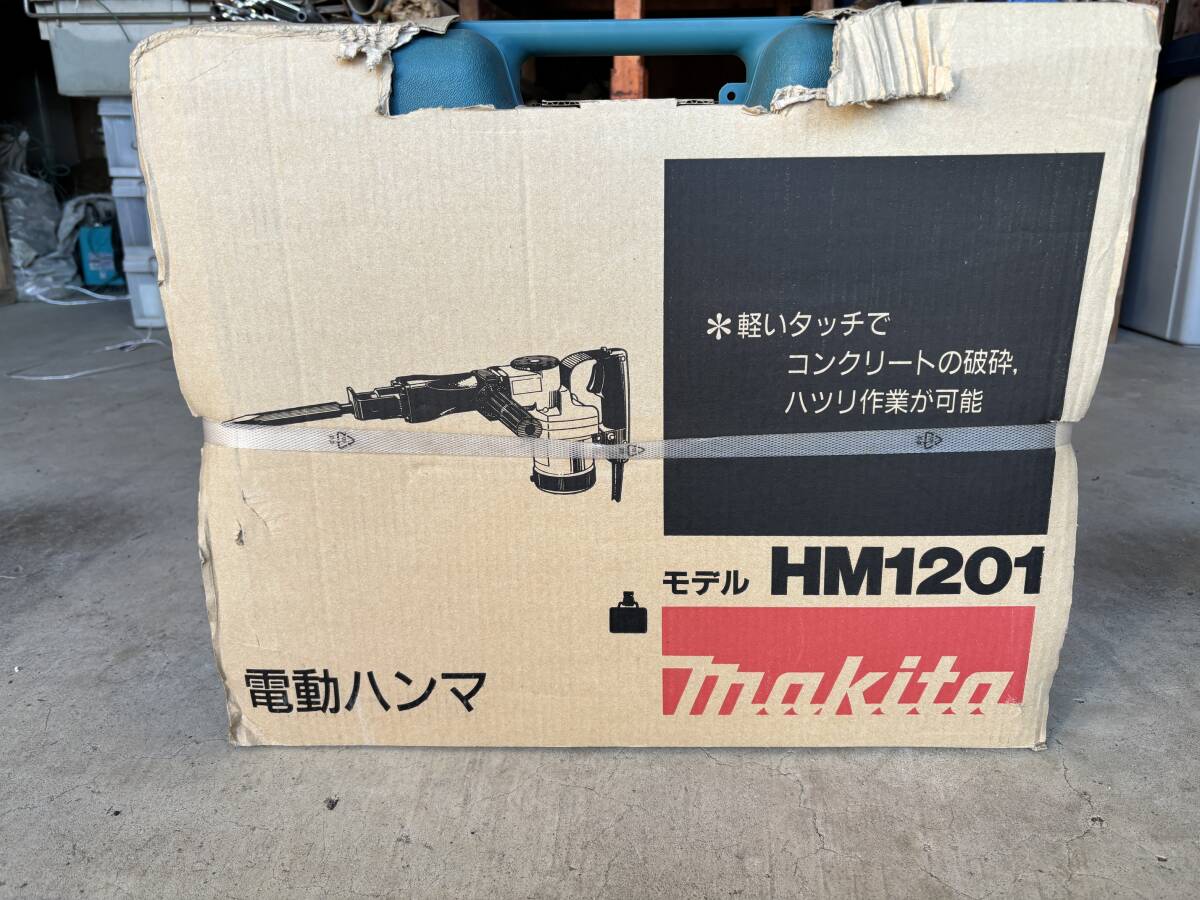 ＊軽いタッチで
コンクリートの破砕,
ハツリ作業が可能
モデル HM1201
makita
電動ハンマ